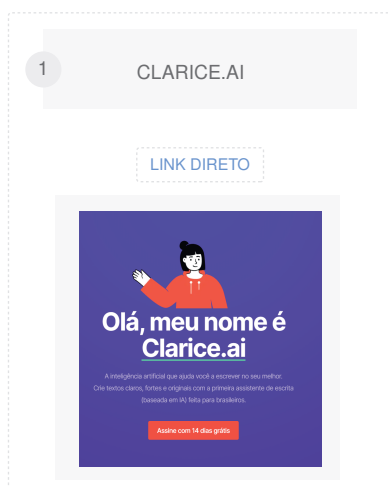 1
CLARICE.AI
LINK DIRETO
Olá, meu nome é
Clarice.ai
A inteligência artificial que ajuda você a escrever no seu melhor.
Crie textos claros, fortes e originais com a primeira assistente de escrita
(baseada em IA) feita para brasileiros.
Assine com 14 dias grátis